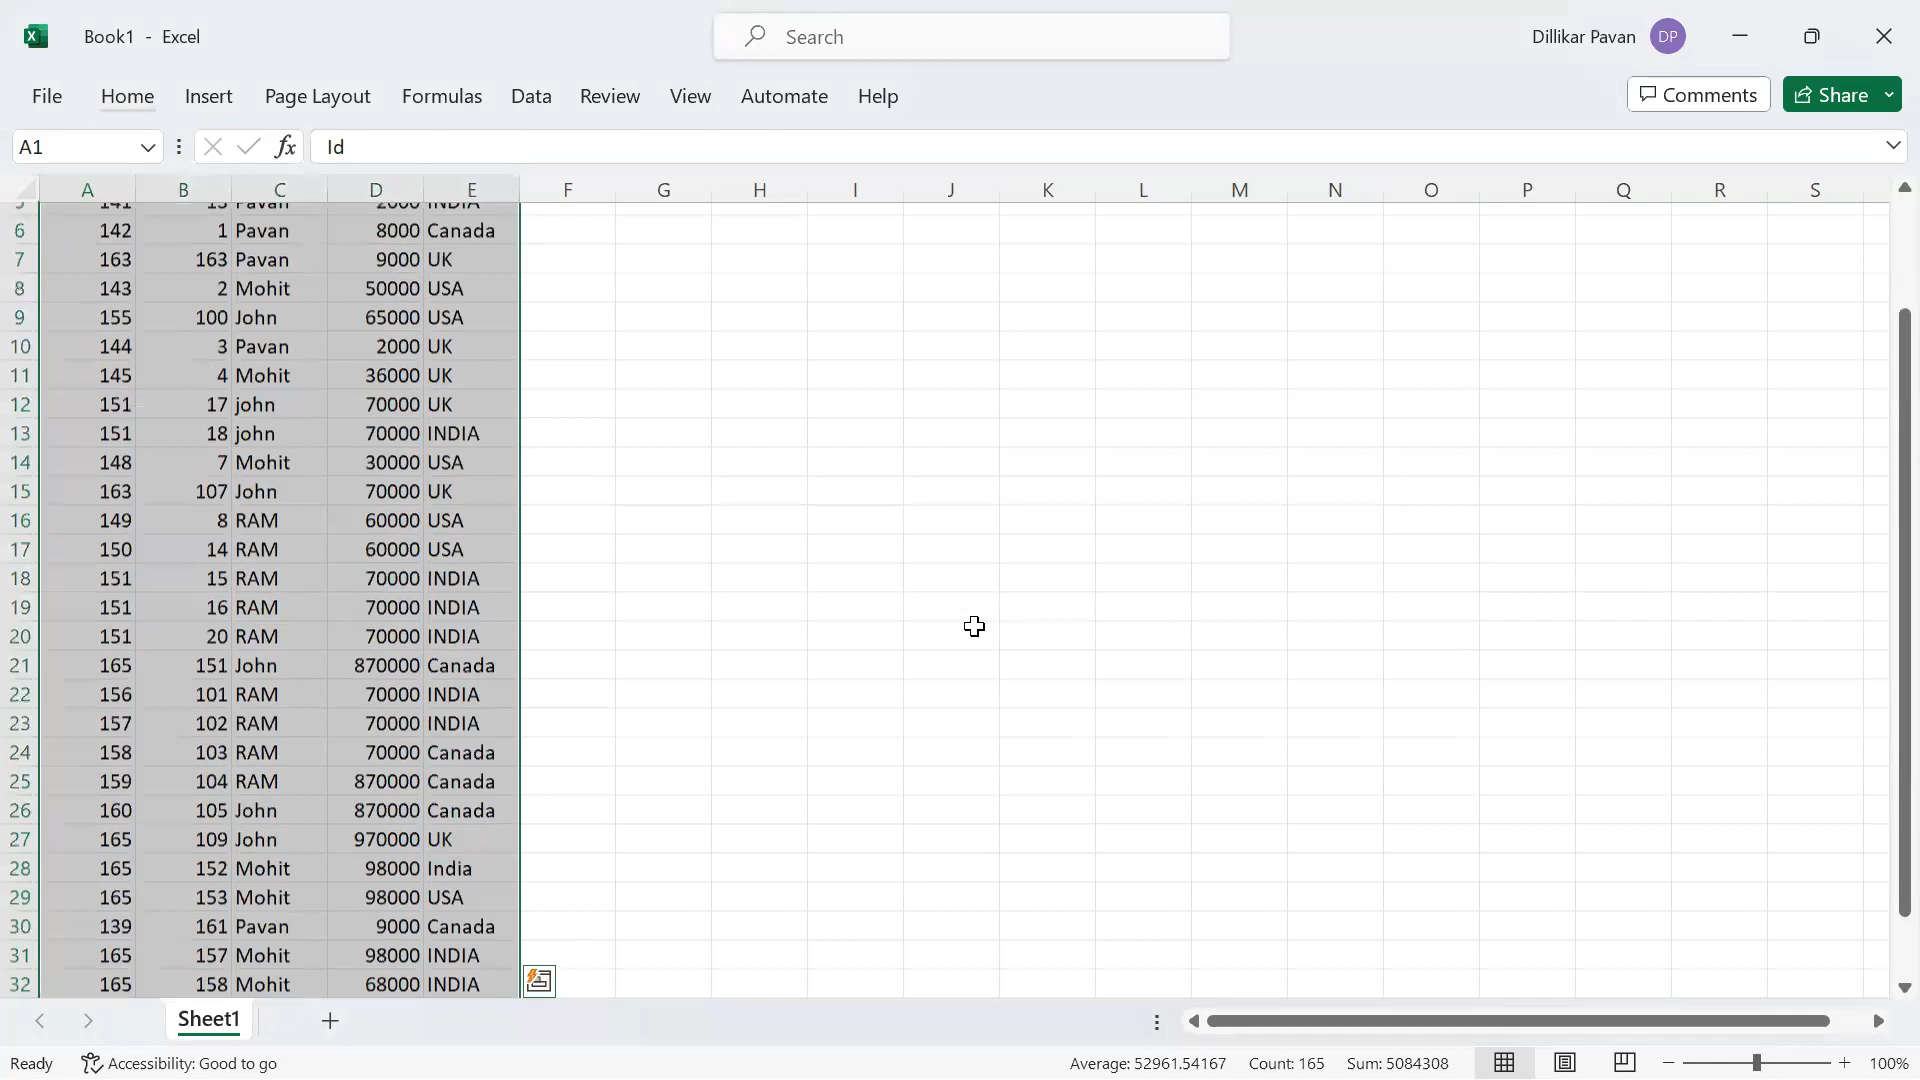 Book1 - Excel
Search
Dillikar Pavan DP
File Home Insert Page Layout Formulas Data Review View Automate Help
Comments Share
A1 fx Id
A B C D E F G H I J K L M N O P Q R S
5 141 13 Pavan 2000 INDIA
6 142 1 Pavan 8000 Canada
7 163 163 Pavan 9000 UK
8 143 2 Mohit 50000 USA
9 155 100 John 65000 USA
10 144 3 Pavan 2000 UK
11 145 4 Mohit 36000 UK
12 151 17 john 70000 UK
13 151 18 john 70000 INDIA
14 148 7 Mohit 30000 USA
15 163 107 John 70000 UK
16 149 8 RAM 60000 USA
17 150 14 RAM 60000 USA
18 151 15 RAM 70000 INDIA
19 151 16 RAM 70000 INDIA
20 151 20 RAM 70000 INDIA
21 165 151 John 870000 Canada
22 156 101 RAM 70000 INDIA
23 157 102 RAM 70000 INDIA
24 158 103 RAM 70000 Canada
25 159 104 RAM 870000 Canada
26 160 105 John 870000 Canada
27 165 109 John 970000 UK
28 165 152 Mohit 98000 India
29 165 153 Mohit 98000 USA
30 139 161 Pavan 9000 Canada
31 165 157 Mohit 98000 INDIA
32 165 158 Mohit 68000 INDIA
Sheet1
Ready Accessibility: Good to go Average: 52961.54167 Count: 165 Sum: 5084308 100%